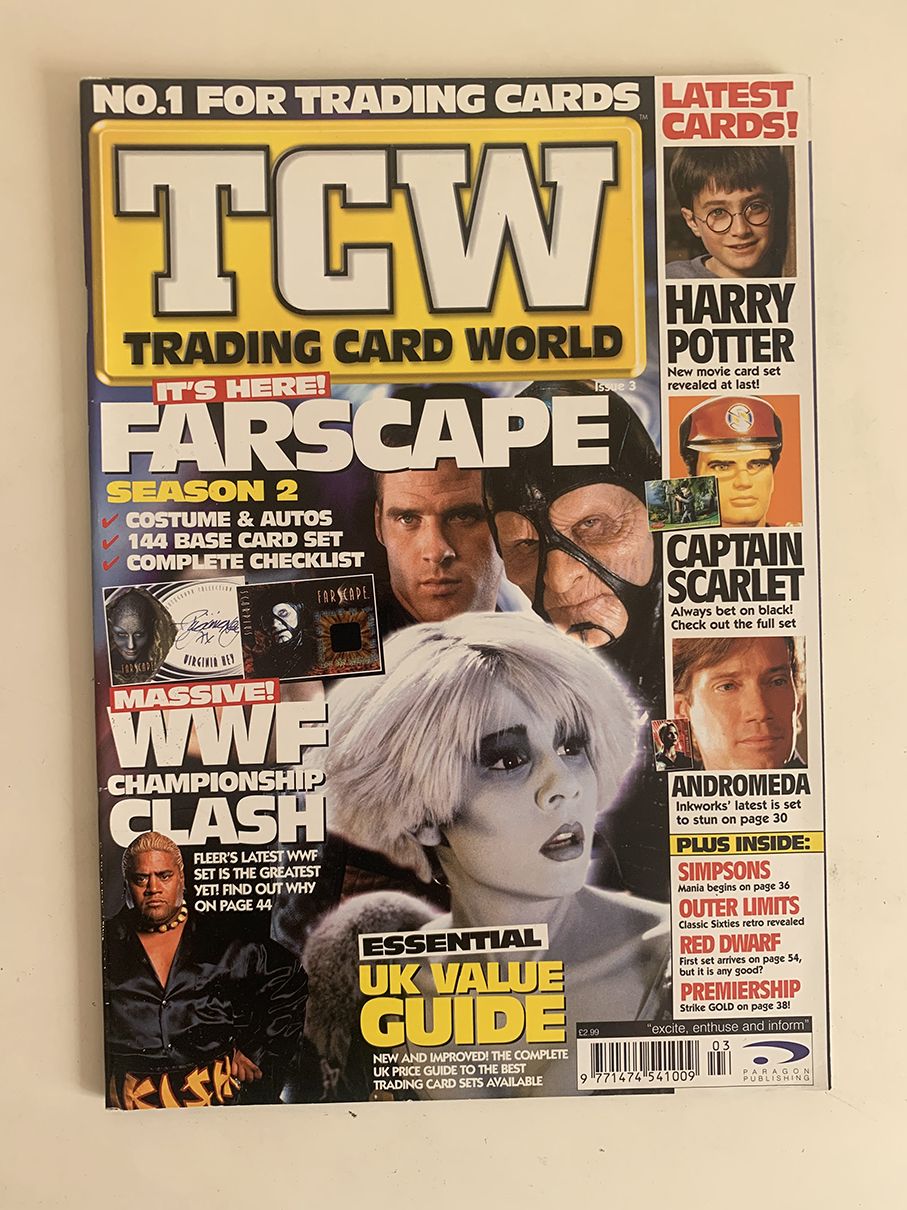 NO.1 FOR TRADING CARDS
TCW
TM
TRADING CARD WORLD
Issue 3
IT'S HERE!
FARSCAPE
SEASON 2
✓ COSTUME & AUTOS
✓ 144 BASE CARD SET
✓ COMPLETE CHECKLIST
FARSCAPE
VIRGINIA HEY
FARSCAPE
MASSIVE!
WWF
CHAMPIONSHIP
CLASH
FLEER'S LATEST WWF
SET IS THE GREATEST
YET! FIND OUT WHY
ON PAGE 44
ESSENTIAL
UK VALUE
GUIDE
NEW AND IMPROVED! THE COMPLETE
UK PRICE GUIDE TO THE BEST
TRADING CARD SETS AVAILABLE
LATEST
CARDS!
HARRY
POTTER
New movie card set
revealed at last!
CAPTAIN
SCARLET
Always bet on black!
Check out the full set
ANDROMEDA
Inkworks' latest is set
to stun on page 30
PLUS INSIDE:
SIMPSONS
Mania begins on page 36
OUTER LIMITS
Classic Sixties retro revealed
RED DWARF
First set arrives on page 54,
but it is any good?
PREMIERSHIP
Strike GOLD on page 38!
£2.99
"excite, enthuse and inform"
03
9 771474 541009
PARAGON
PUBLISHING